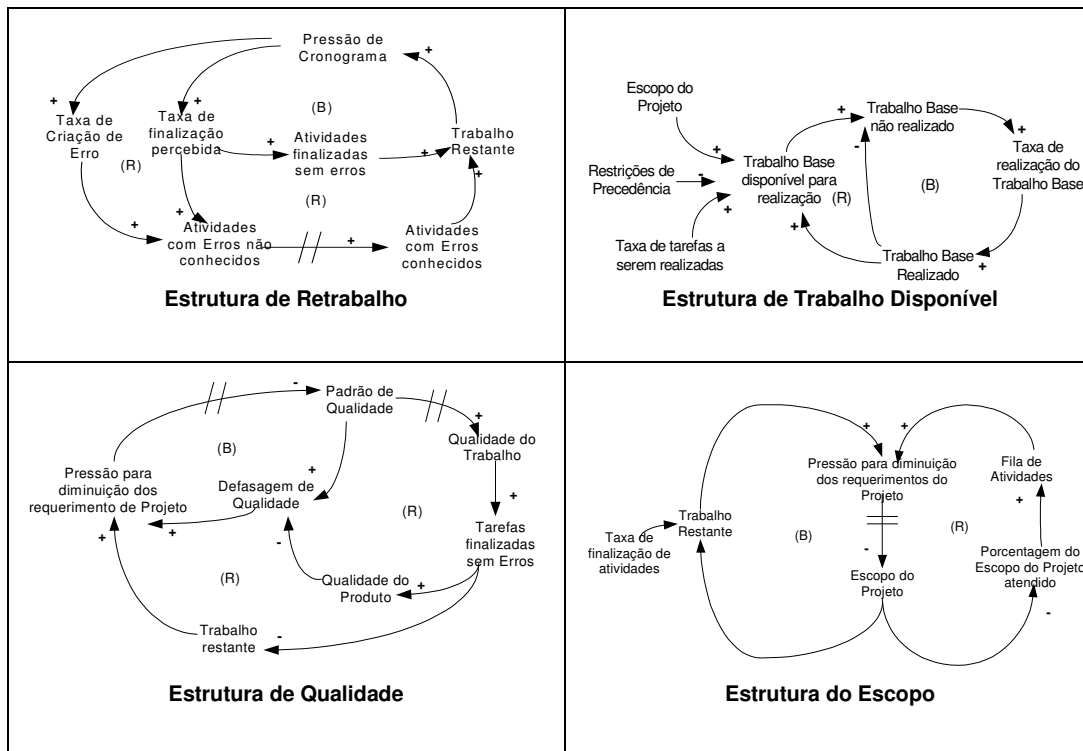 Pressão de
Cronograma
+
+
+
Taxa de
Criação de
Erro
(R)
Taxa de
finalização
percebida
(B)
+
Atividades
finalizadas
sem erros
+
Trabalho
Restante
+
(R)
+
+
Atividades
com Erros não
conhecidos
+
Atividades
com Erros
conhecidos
Estrutura de Retrabalho
Escopo do
Projeto
+
Restrições de
Precedência
-
+
Taxa de tarefas a
serem realizadas
Trabalho Base
disponível para
realização
(R)
+
+
-
Trabalho Base
não realizado
+
Taxa de
realização do
Trabalho Base
(B)
Trabalho Base
Realizado
+
Estrutura de Trabalho Disponível
-
Padrão de
Qualidade
+
Qualidade do
Trabalho
(B)
Pressão para
diminuição dos
requerimento de Projeto
+
+
+
Defasagem de
Qualidade
-
(R)
+
Tarefas
finalizadas
sem Erros
(R)
Qualidade do
Produto
+
Trabalho
restante
-
Estrutura de Qualidade
+
+
Pressão para diminuição
dos requerimentos do
Projeto
Fila de
Atividades
+
Taxa de
finalização de
atividades
Trabalho
Restante
(B)
(R)
-
Escopo do
Projeto
Porcentagem do
Escopo do Projeto
atendido
-
Estrutura do Escopo